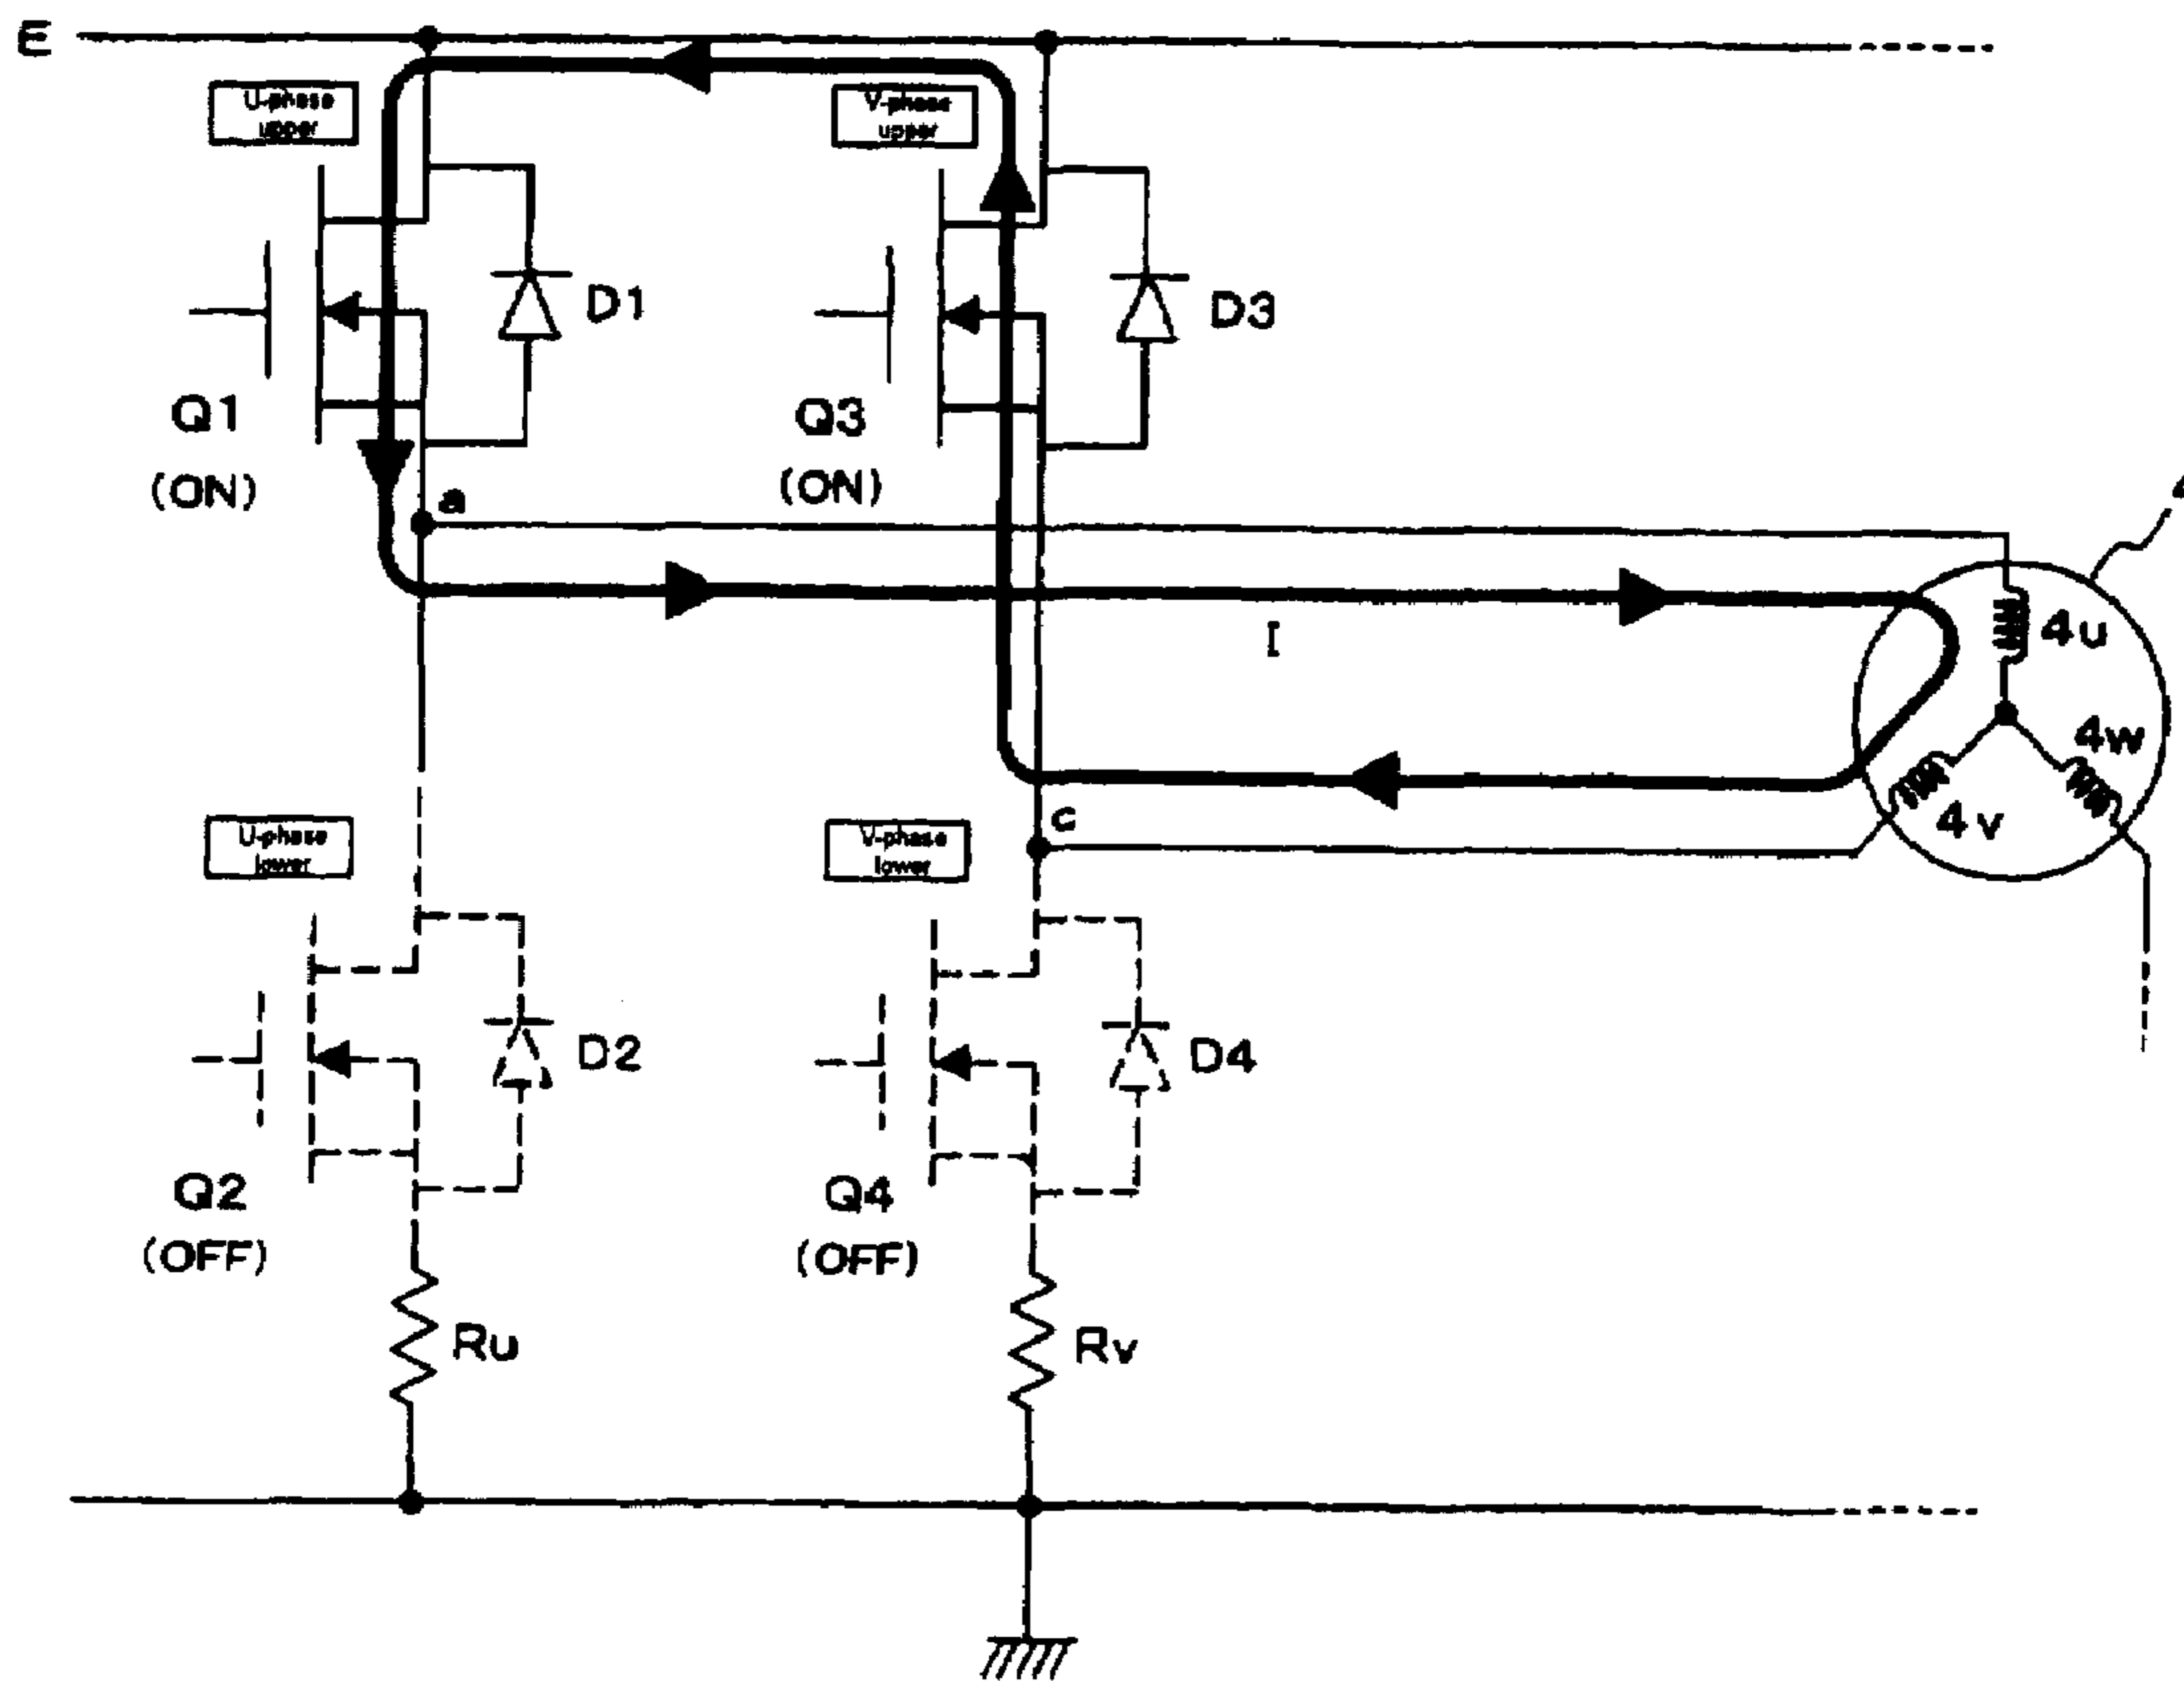 E
U-phase
upper
V-phase
upper
D1
D3
Q1
(ON)
Q3
(ON)
a
4
I
4u
4w
4v
c
U-phase
lower
V-phase
lower
D2
D4
Q2
(OFF)
Q4
(OFF)
Ru
Rv